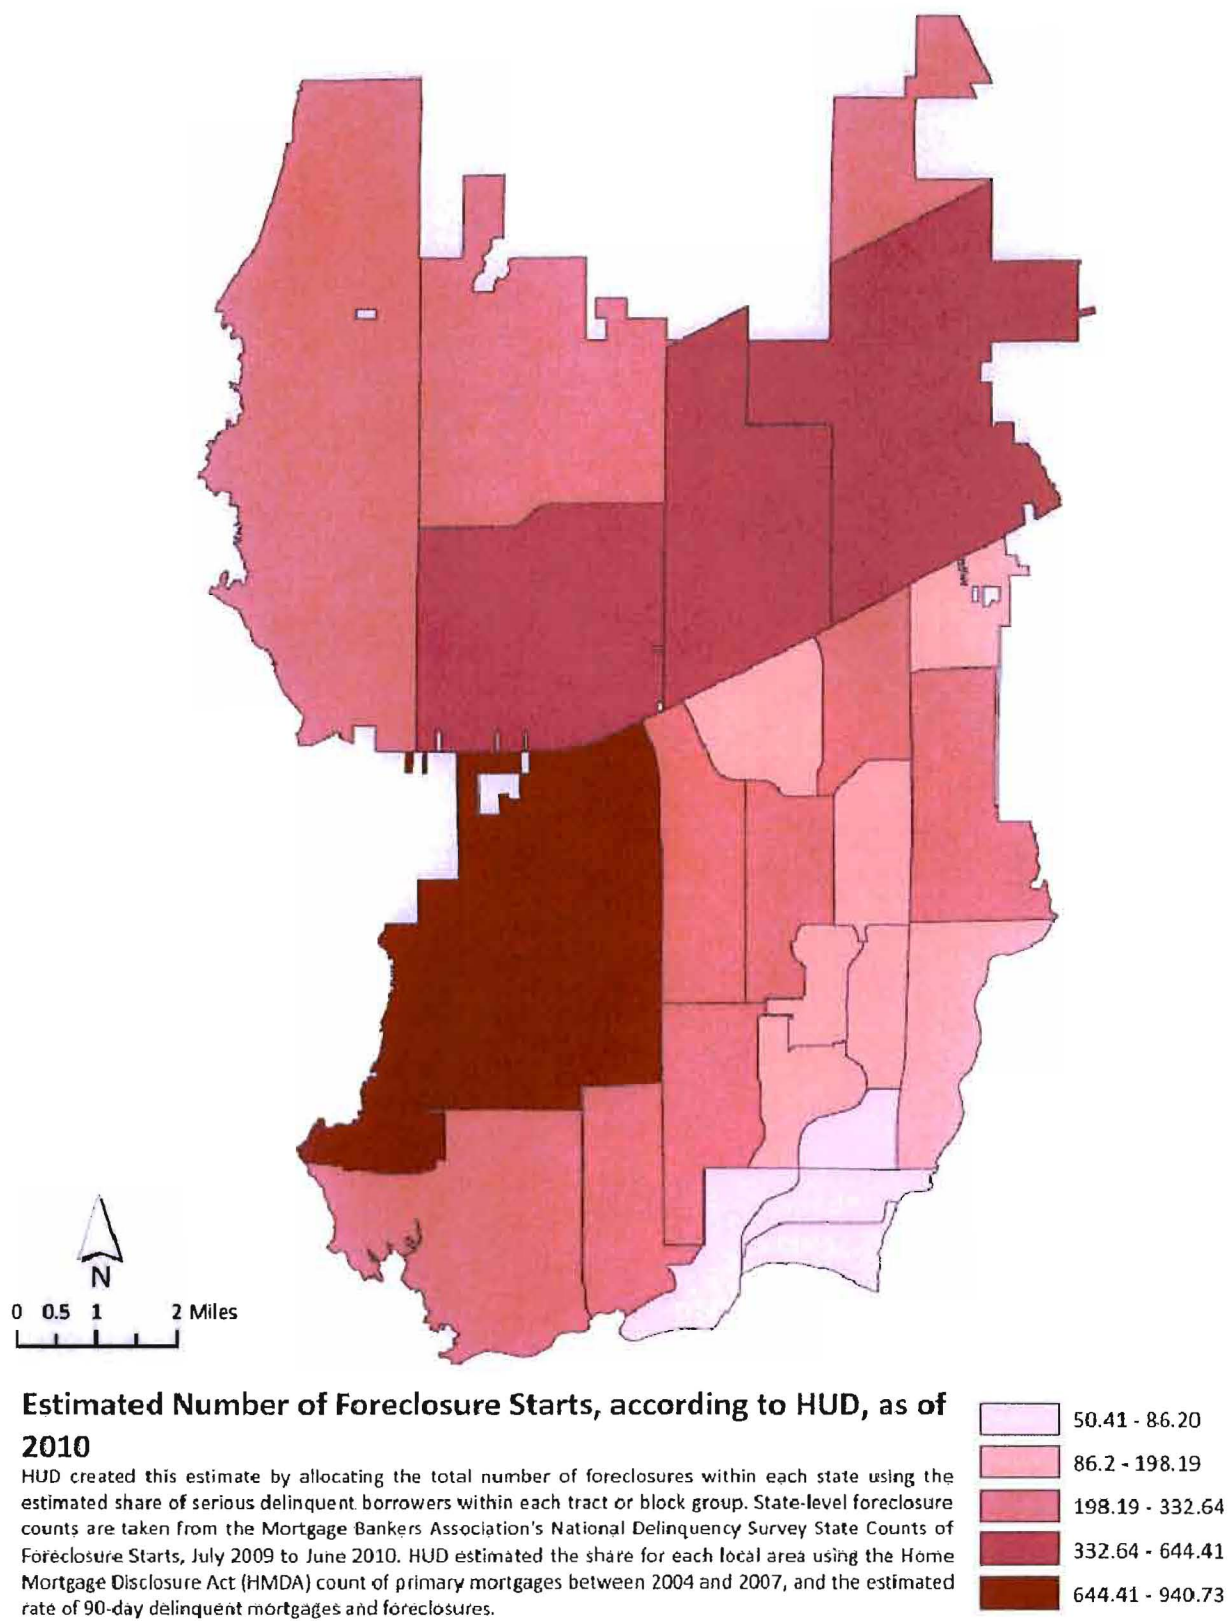 N
0 0.5 1 2 Miles
Estimated Number of Foreclosure Starts, according to HUD, as of
2010
HUD created this estimate by allocating the total number of foreclosures within each state using the
estimated share of serious delinquent borrowers within each tract or block group. State-level foreclosure
counts are taken from the Mortgage Bankers Association's National Delinquency Survey State Counts of
Foreclosure Starts, July 2009 to June 2010. HUD estimated the share for each local area using the Home
Mortgage Disclosure Act (HMDA) count of primary mortgages between 2004 and 2007, and the estimated
rate of 90-day delinquent mortgages and foreclosures.
50.41 - 86.20
86.2 - 198.19
198.19 - 332.64
332.64 - 644.41
644.41 - 940.73